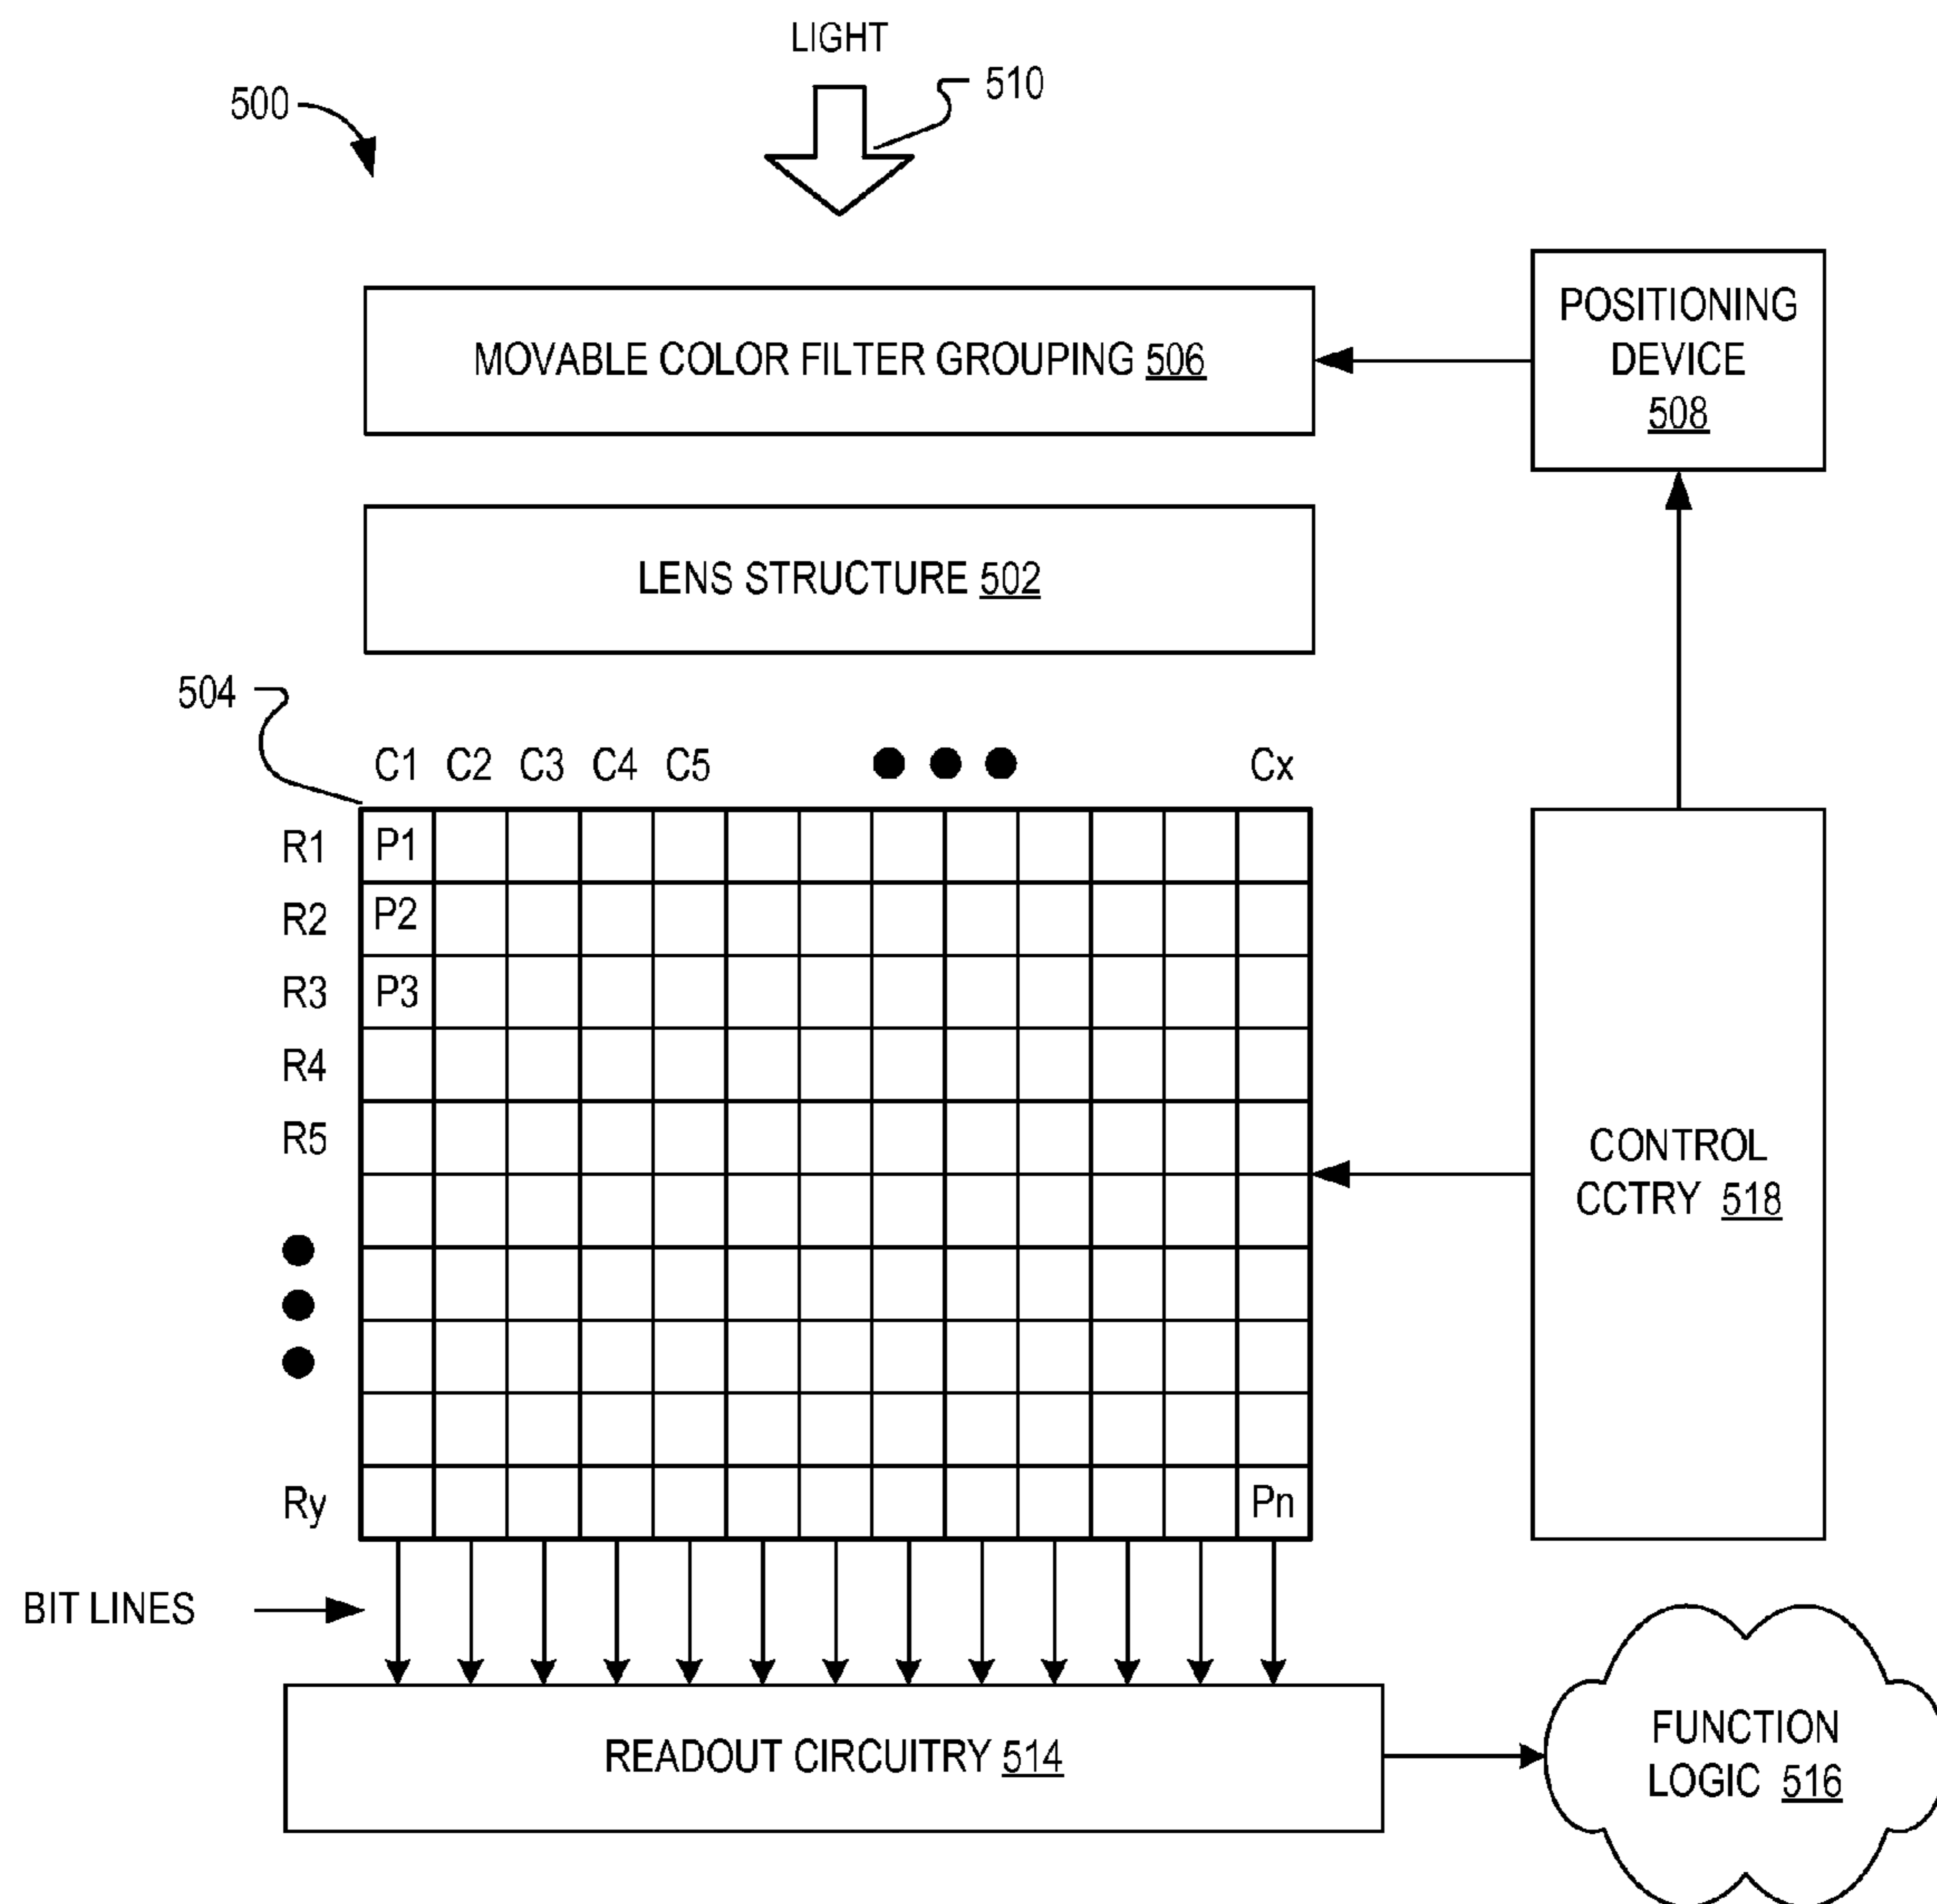 LIGHT
510
500
MOVABLE COLOR FILTER GROUPING 506
POSITIONING
DEVICE
508
LENS STRUCTURE 502
504
C1 C2 C3 C4 C5 Cx
R1 P1
R2 P2
R3 P3
R4
R5
CONTROL
CCTRY 518
Ry Pn
BIT LINES
READOUT CIRCUITRY 514
FUNCTION
LOGIC 516